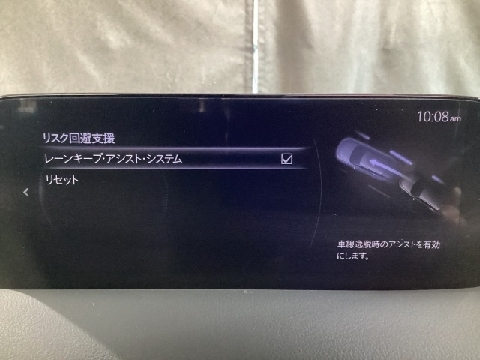 10:08am
リスク回避支援
レーンキープ・アシスト・システム
リセット
車線逸脱時のアシストを有効
にします。